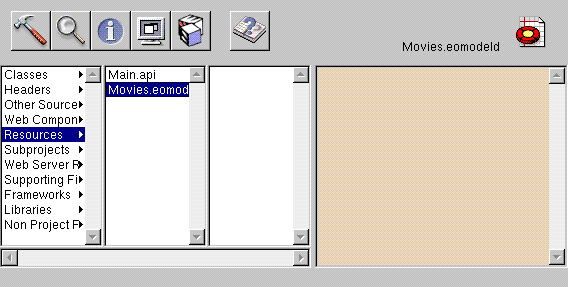 Movies.eomodeld
Classes
Headers
Other Source
Web Compon
Resources
Subprojects
Web Server R
Supporting Fi
Frameworks
Libraries
Non Project F
Main.api
Movies.eomod